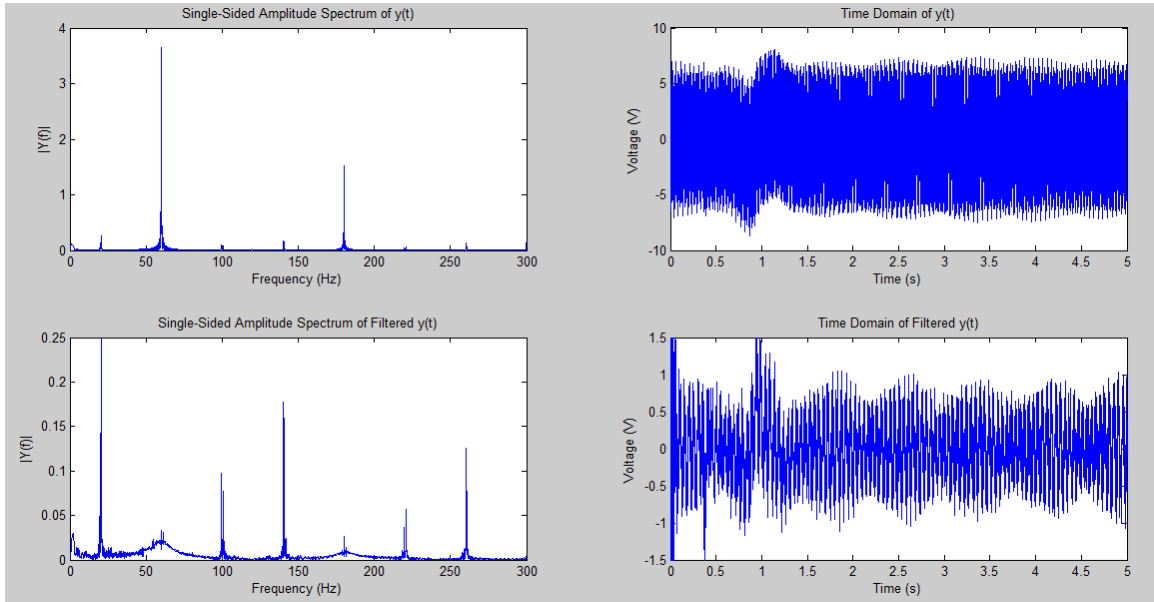 Single-Sided Amplitude Spectrum of y(t)
4
3
2
1
0
|Y(f)|
0 50 100 150 200 250 300
Frequency (Hz)
Time Domain of y(t)
10
5
0
-5
-10
Voltage (V)
0 0.5 1 1.5 2 2.5 3 3.5 4 4.5 5
Time (s)
Single-Sided Amplitude Spectrum of Filtered y(t)
0.25
0.2
0.15
0.1
0.05
0
|Y(f)|
0 50 100 150 200 250 300
Frequency (Hz)
Time Domain of Filtered y(t)
1.5
1
0.5
0
-0.5
-1
-1.5
Voltage (V)
0 0.5 1 1.5 2 2.5 3 3.5 4 4.5 5
Time (s)